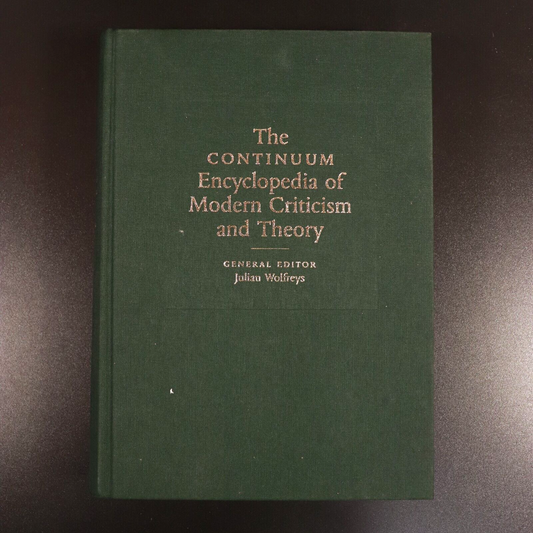 The
CONTINUUM
Encyclopedia of
Modern Criticism
and Theory
GENERAL EDITOR
Julian Wolfreys